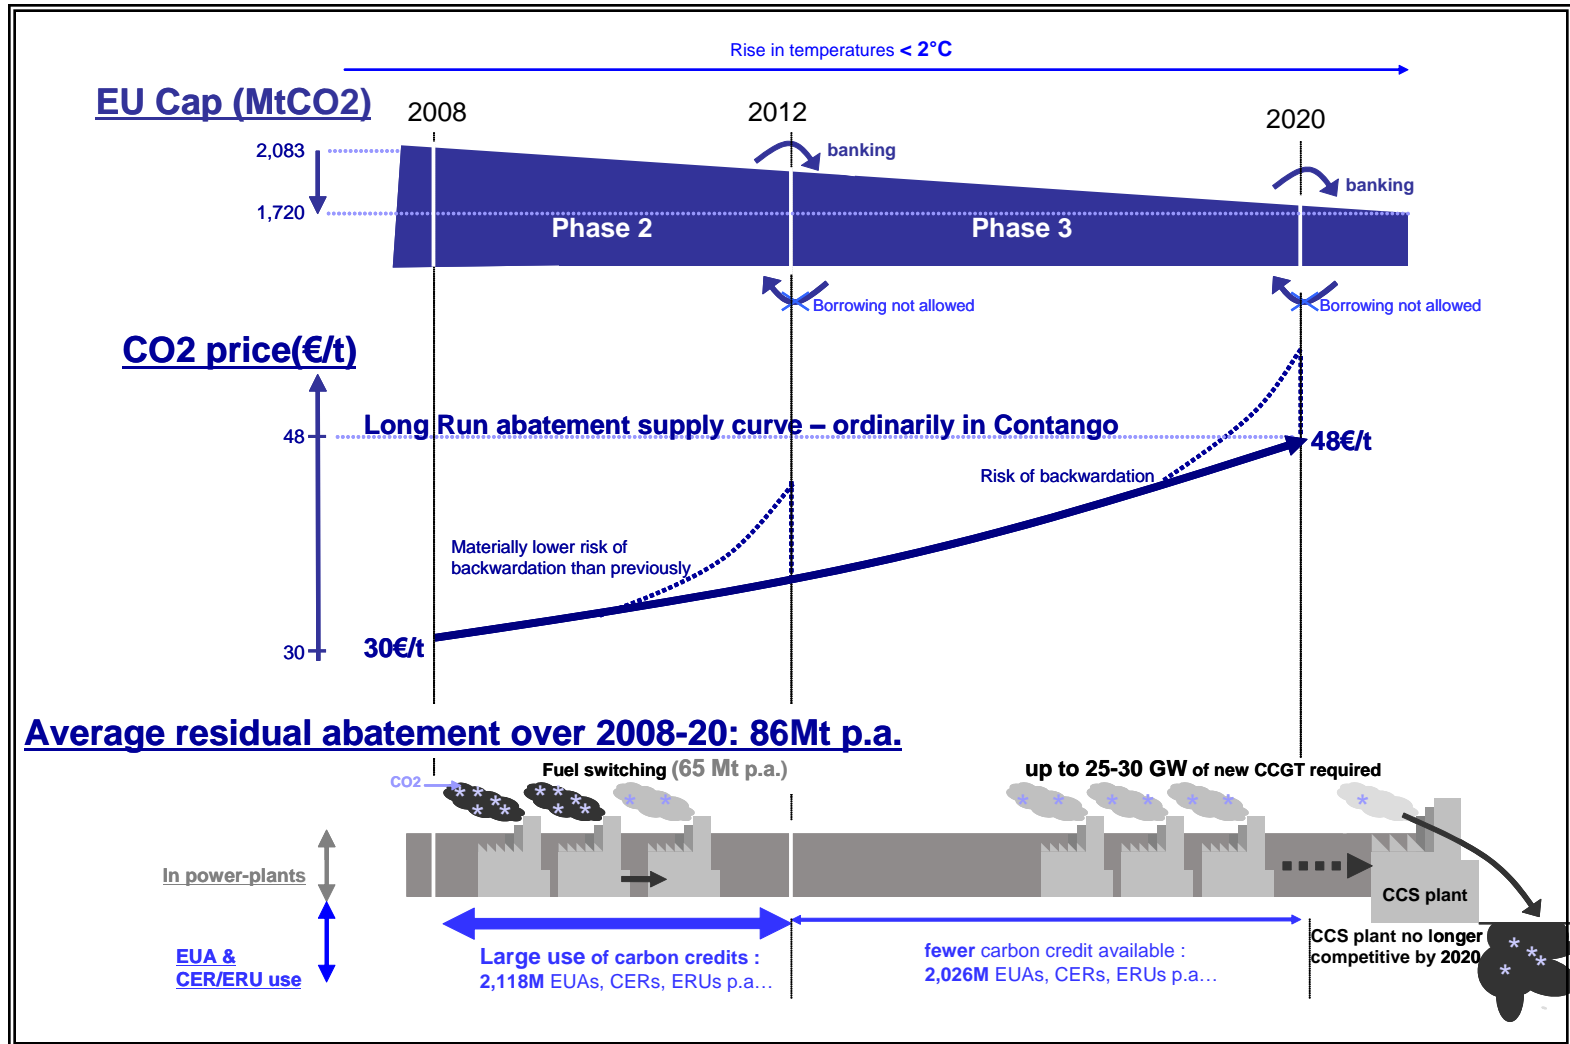 Rise in temperatures < 2°C
EU Cap (MtCO2)
2008
2012
2020
2,083
banking
banking
1,720
Phase 2
Phase 3
Borrowing not allowed
Borrowing not allowed
CO2 price(€/t)
Long Run abatement supply curve – ordinarily in Contango
48
48€/t
Risk of backwardation
Materially lower risk of
backwardation than previously
30
30€/t
Average residual abatement over 2008-20: 86Mt p.a.
Fuel switching (65 Mt p.a.)
up to 25-30 GW of new CCGT required
CO2
In power-plants
CCS plant
EUA &
CER/ERU use
Large use of carbon credits :
2,118M EUAs, CERs, ERUs p.a…
fewer carbon credit available :
2,026M EUAs, CERs, ERUs p.a…
CCS plant no longer
competitive by 2020